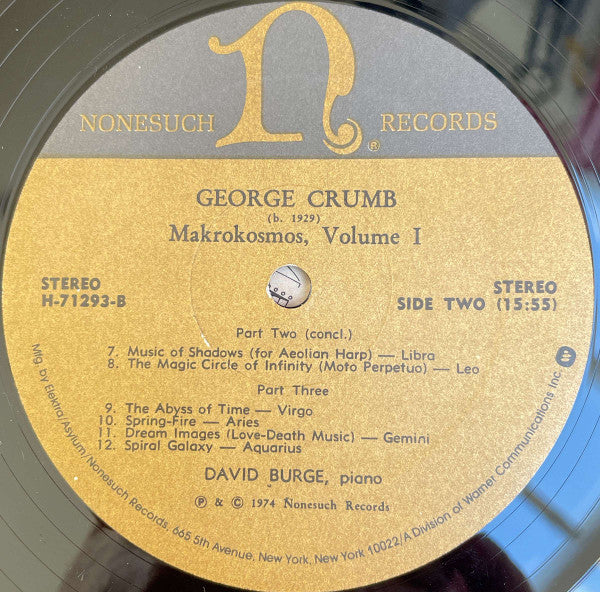 n
NONESUCH RECORDS ®
GEORGE CRUMB
(b. 1929)
Makrokosmos, Volume I
STEREO
H-71293-B
STEREO
SIDE TWO (15:55)
Part Two (concl.)
7. Music of Shadows (for Aeolian Harp) — Libra
8. The Magic Circle of Infinity (Moto Perpetuo) — Leo
Part Three
9. The Abyss of Time — Virgo
10. Spring-Fire — Aries
11. Dream Images (Love-Death Music) — Gemini
12. Spiral Galaxy — Aquarius
DAVID BURGE, piano
℗ & © 1974 Nonesuch Records
Mfg. by Elektra/Asylum/Nonesuch Records, 665 5th Avenue, New York, New York 10022/A Division of Warner Communications Inc.